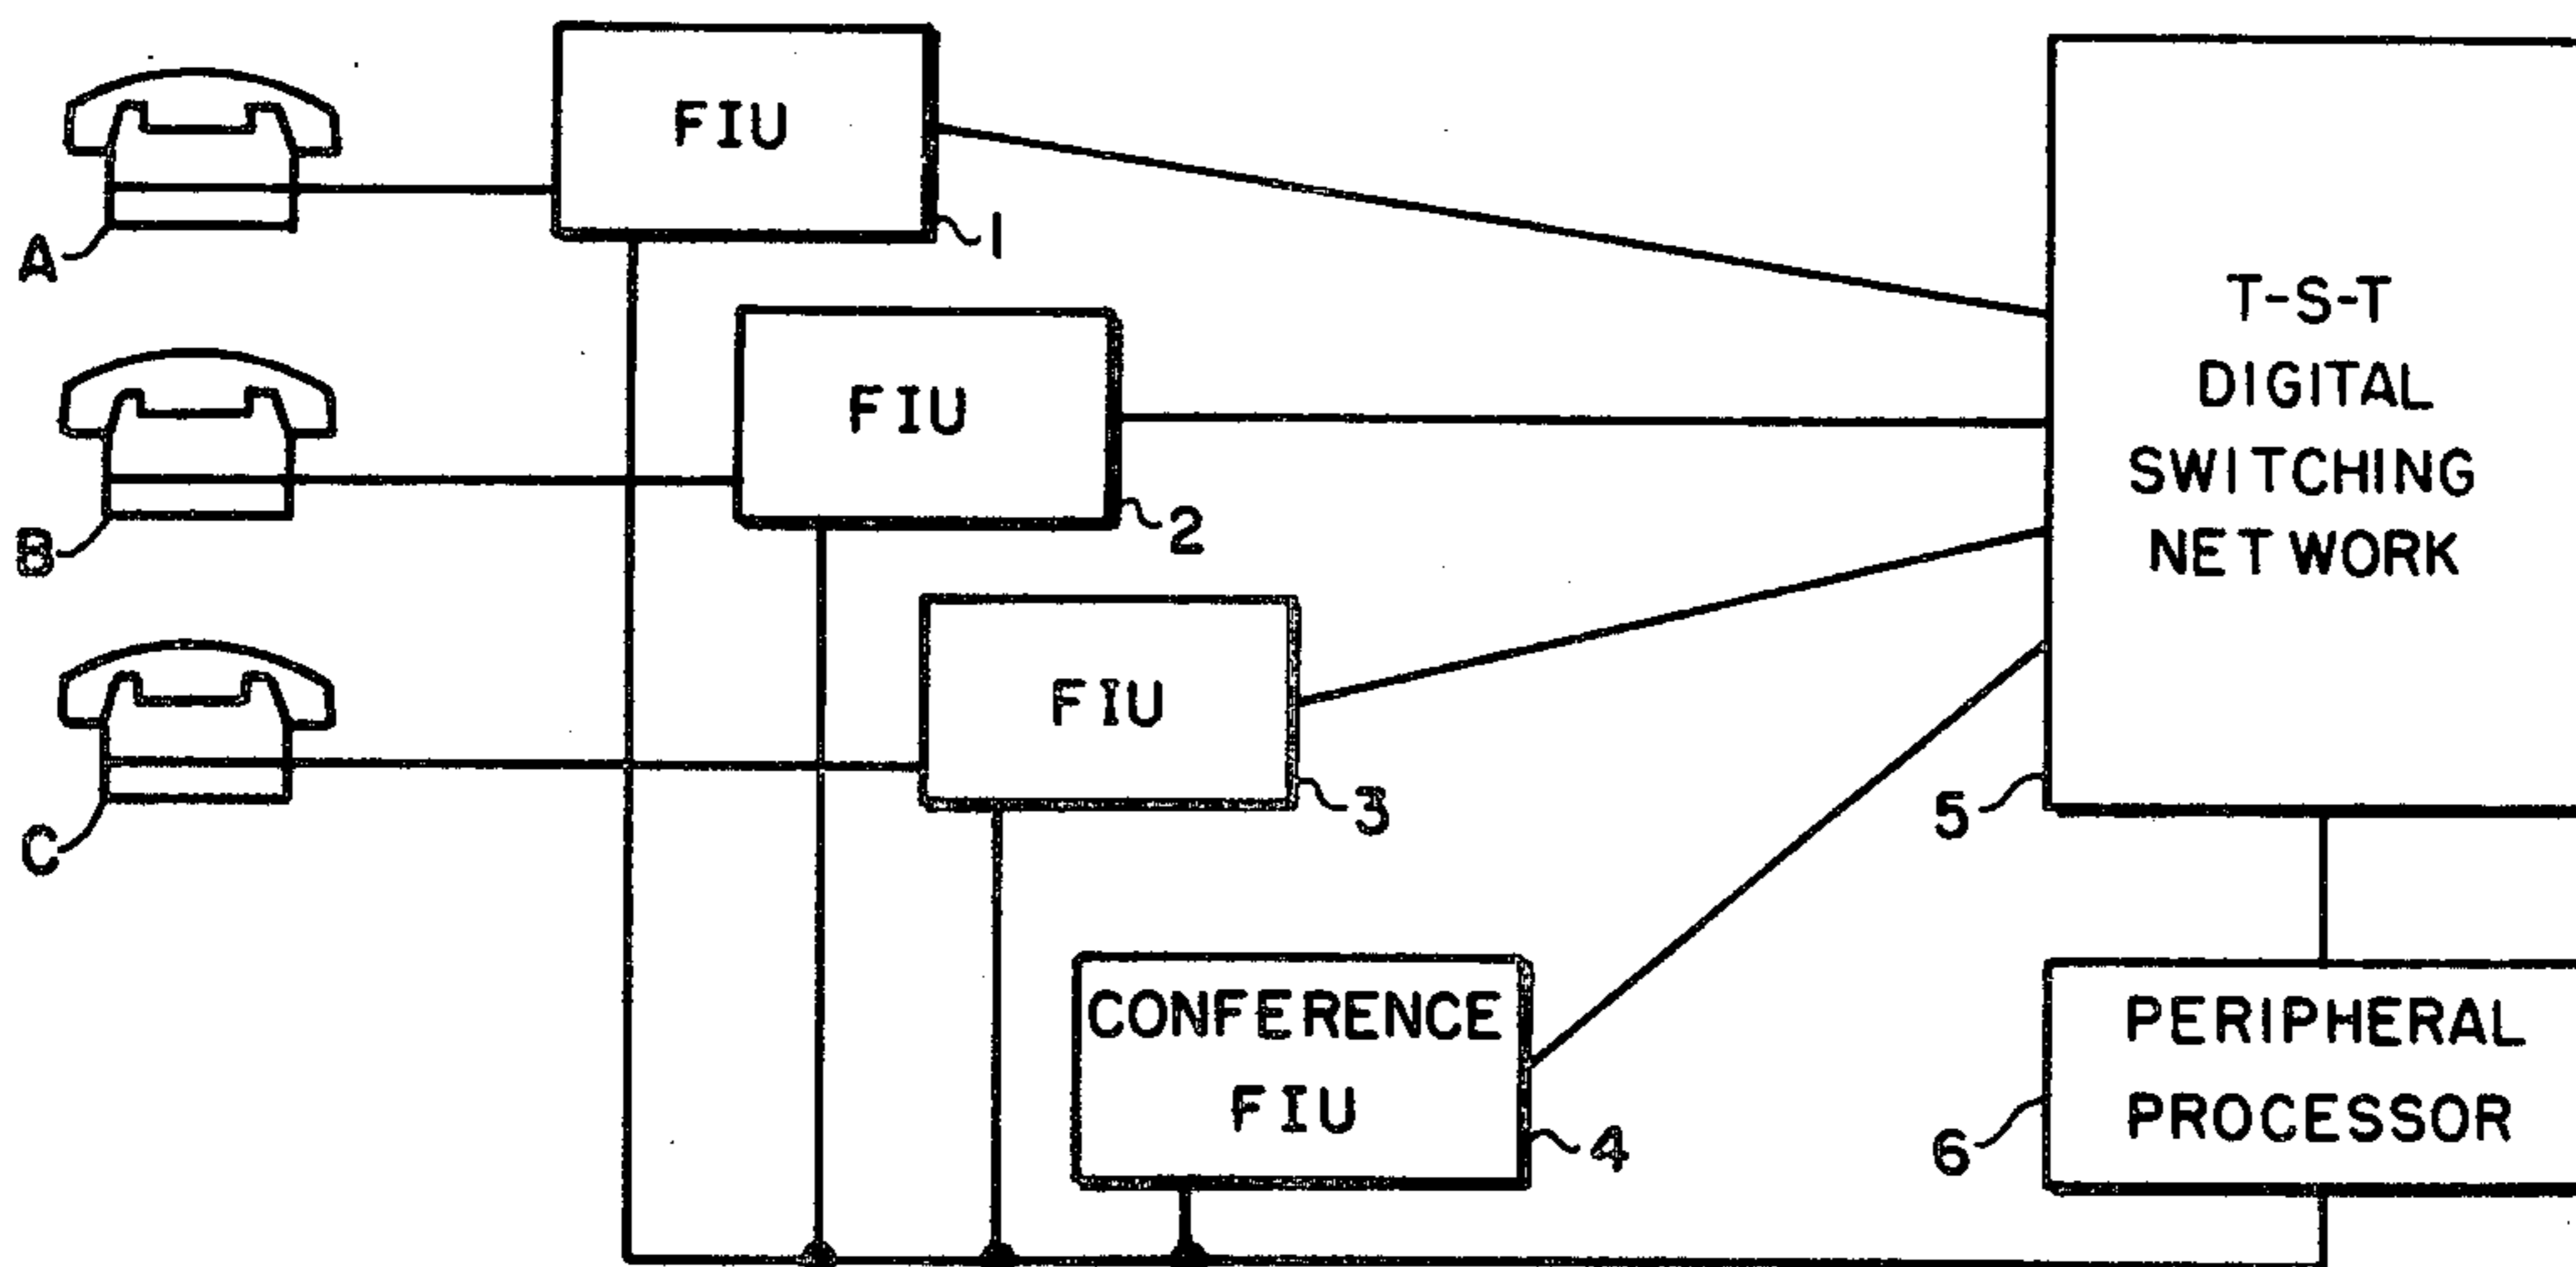 FIU
A
1
T-S-T
DIGITAL
SWITCHING
NETWORK
FIU
B
2
FIU
C
3
5
CONFERENCE
FIU
4
PERIPHERAL
PROCESSOR
6